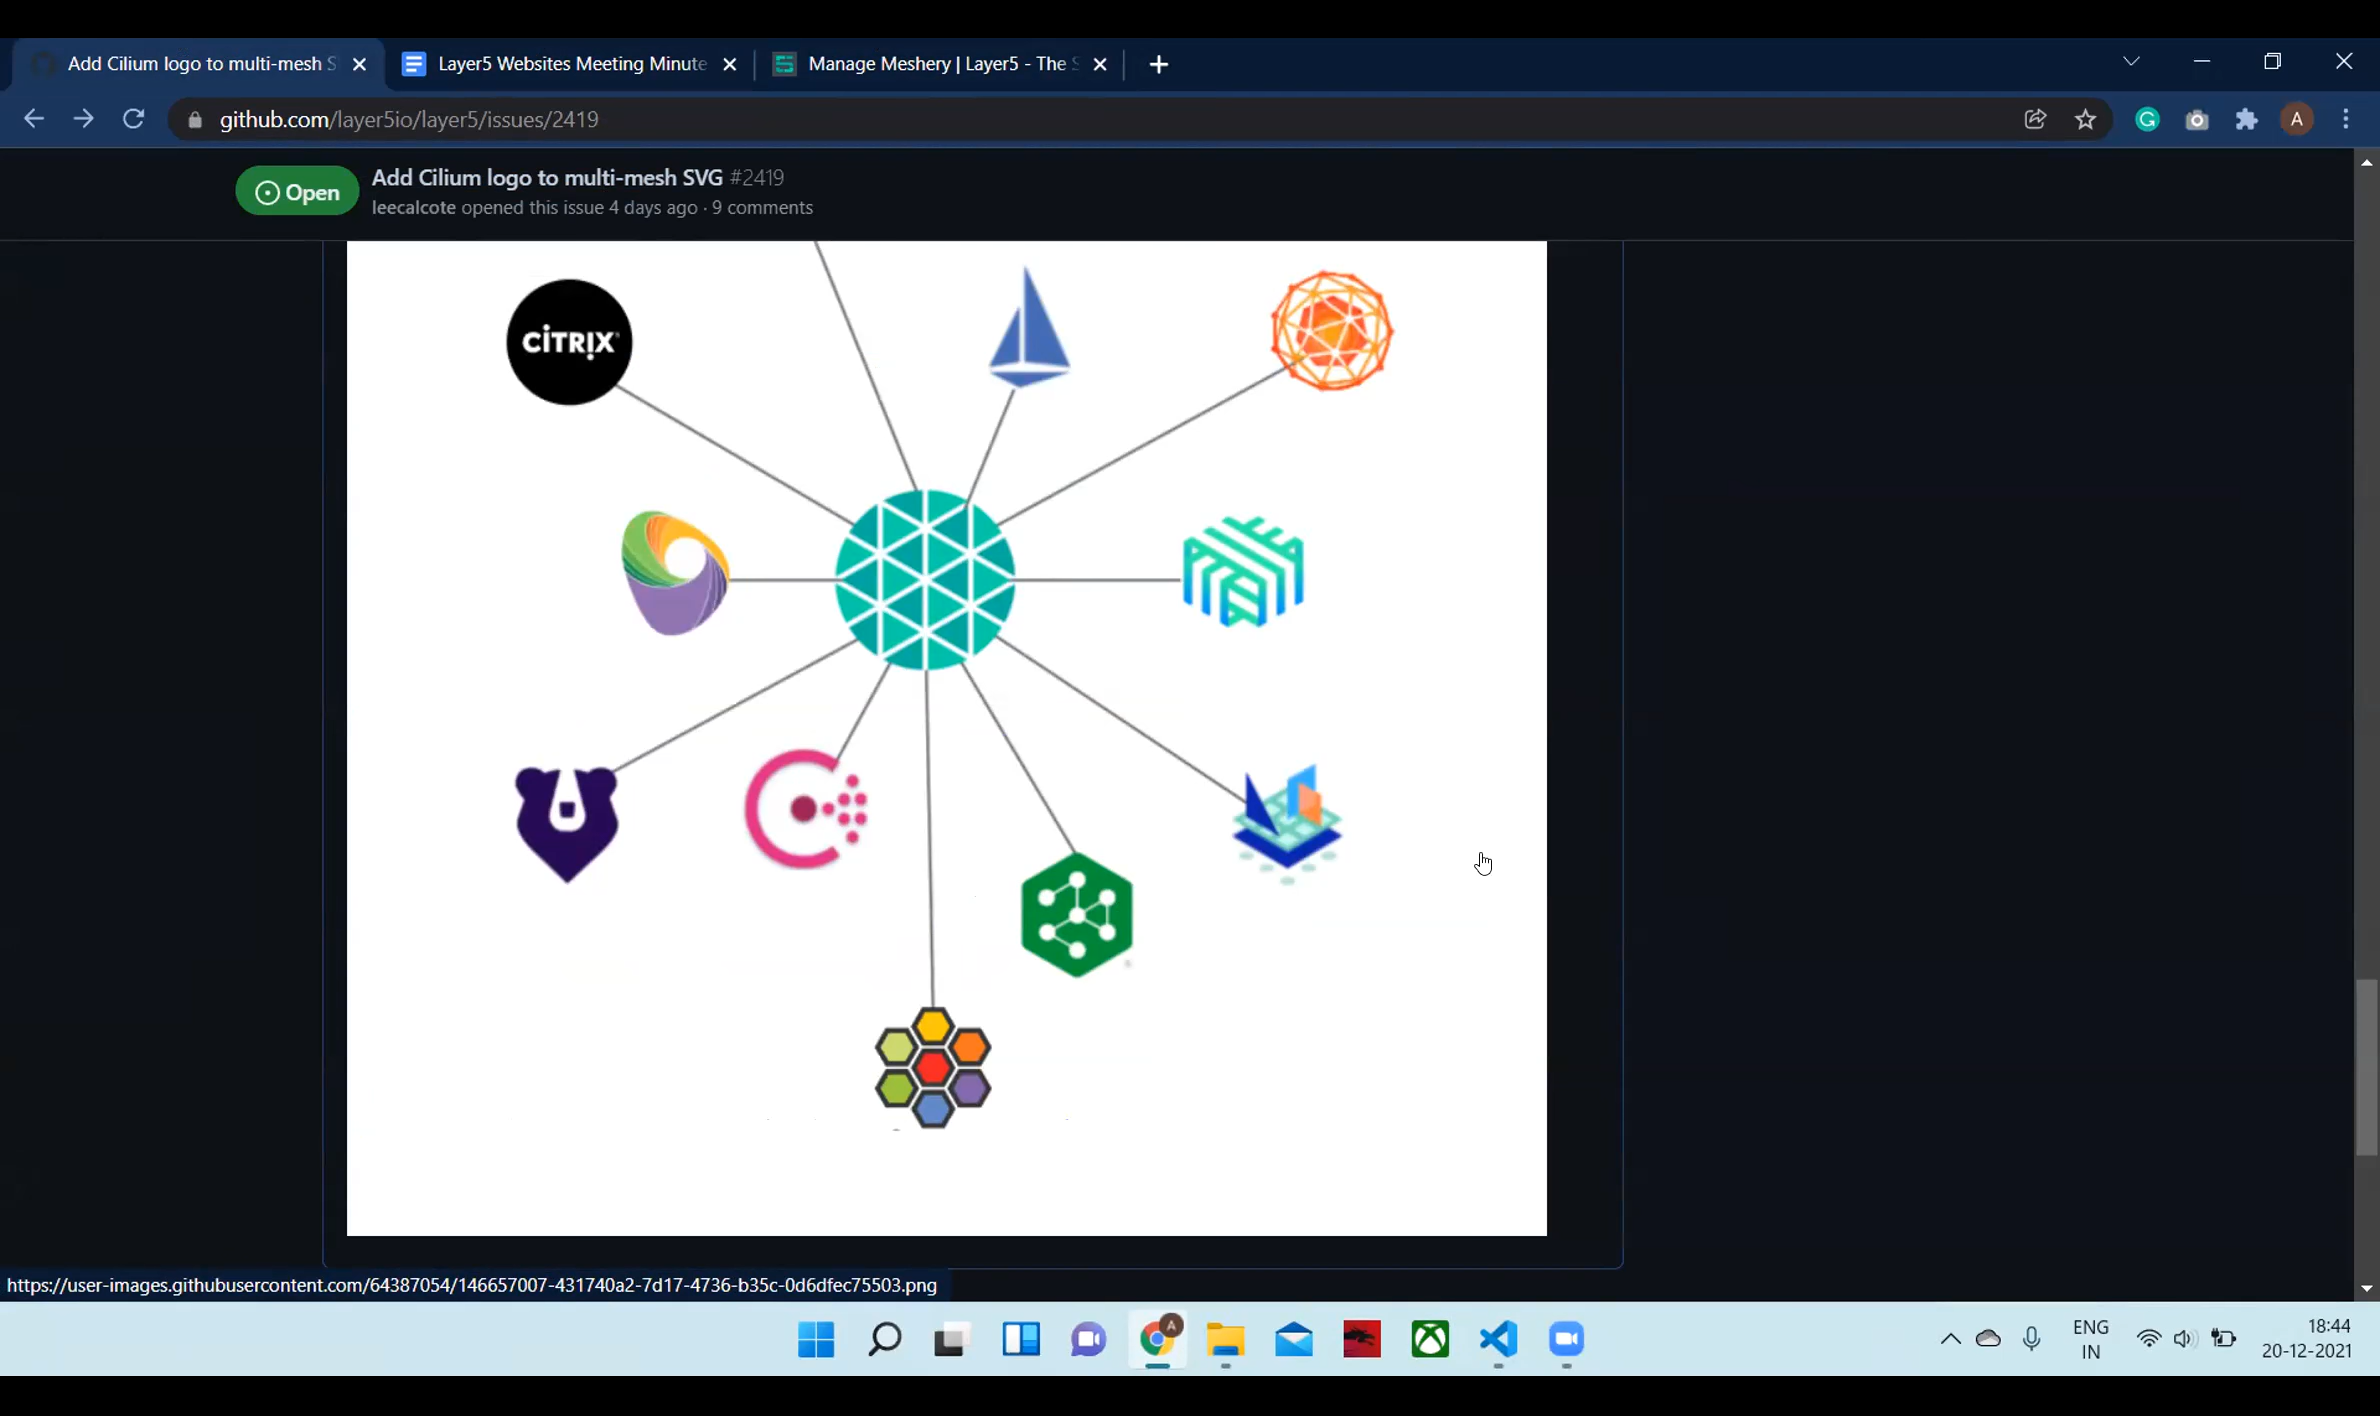 Add Cilium logo to multi-mesh S
Layer5 Websites Meeting Minute
Manage Meshery | Layer5 - The S
github.com/layer5io/layer5/issues/2419
A
Open
Add Cilium logo to multi-mesh SVG #2419
leecalcote opened this issue 4 days ago · 9 comments
CİTRIX
https://user-images.githubusercontent.com/64387054/146657007-431740a2-7d17-4736-b35c-0d6dfec75503.png
A
ENG
IN
18:44
20-12-2021